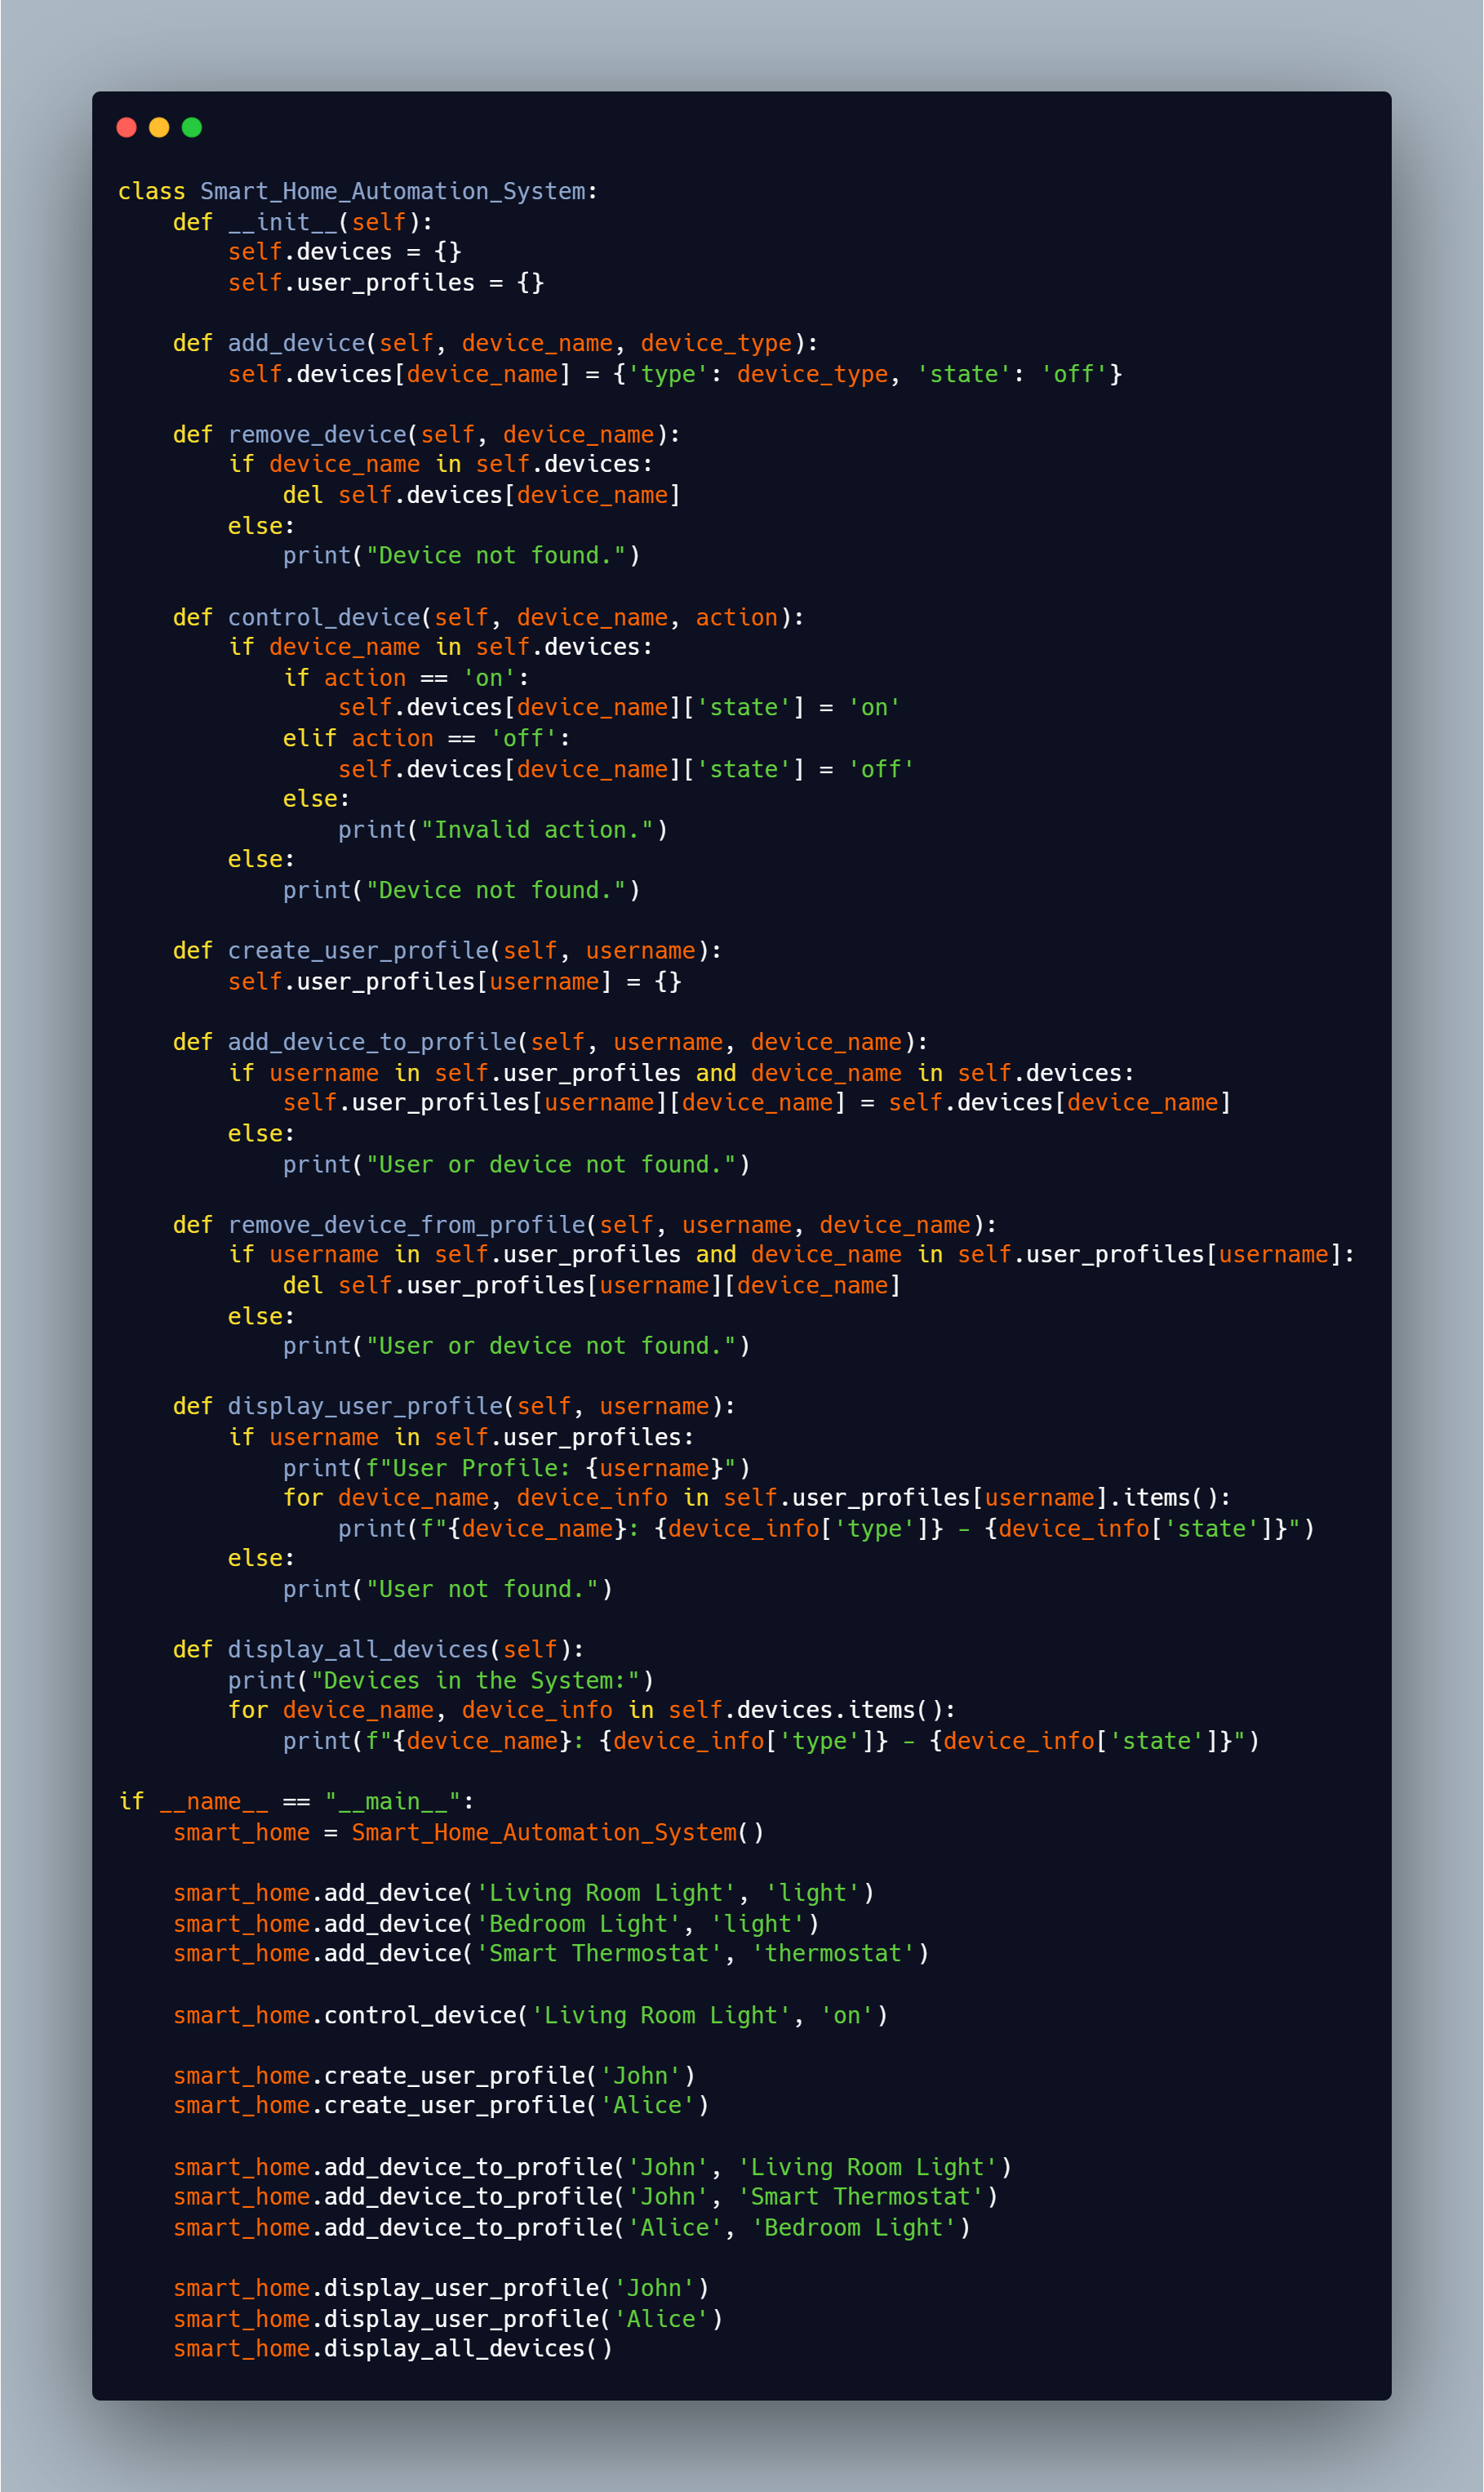 class Smart_Home_Automation_System:
    def __init__(self):
        self.devices = {}
        self.user_profiles = {}

    def add_device(self, device_name, device_type):
        self.devices[device_name] = {'type': device_type, 'state': 'off'}

    def remove_device(self, device_name):
        if device_name in self.devices:
            del self.devices[device_name]
        else:
            print("Device not found.")

    def control_device(self, device_name, action):
        if device_name in self.devices:
            if action == 'on':
                self.devices[device_name]['state'] = 'on'
            elif action == 'off':
                self.devices[device_name]['state'] = 'off'
            else:
                print("Invalid action.")
        else:
            print("Device not found.")

    def create_user_profile(self, username):
        self.user_profiles[username] = {}

    def add_device_to_profile(self, username, device_name):
        if username in self.user_profiles and device_name in self.devices:
            self.user_profiles[username][device_name] = self.devices[device_name]
        else:
            print("User or device not found.")

    def remove_device_from_profile(self, username, device_name):
        if username in self.user_profiles and device_name in self.user_profiles[username]:
            del self.user_profiles[username][device_name]
        else:
            print("User or device not found.")

    def display_user_profile(self, username):
        if username in self.user_profiles:
            print(f"User Profile: {username}")
            for device_name, device_info in self.user_profiles[username].items():
                print(f"{device_name}: {device_info['type']} - {device_info['state']}")
        else:
            print("User not found.")

    def display_all_devices(self):
        print("Devices in the System:")
        for device_name, device_info in self.devices.items():
            print(f"{device_name}: {device_info['type']} - {device_info['state']}")

if __name__ == "__main__":
    smart_home = Smart_Home_Automation_System()

    smart_home.add_device('Living Room Light', 'light')
    smart_home.add_device('Bedroom Light', 'light')
    smart_home.add_device('Smart Thermostat', 'thermostat')

    smart_home.control_device('Living Room Light', 'on')

    smart_home.create_user_profile('John')
    smart_home.create_user_profile('Alice')

    smart_home.add_device_to_profile('John', 'Living Room Light')
    smart_home.add_device_to_profile('John', 'Smart Thermostat')
    smart_home.add_device_to_profile('Alice', 'Bedroom Light')

    smart_home.display_user_profile('John')
    smart_home.display_user_profile('Alice')
    smart_home.display_all_devices()